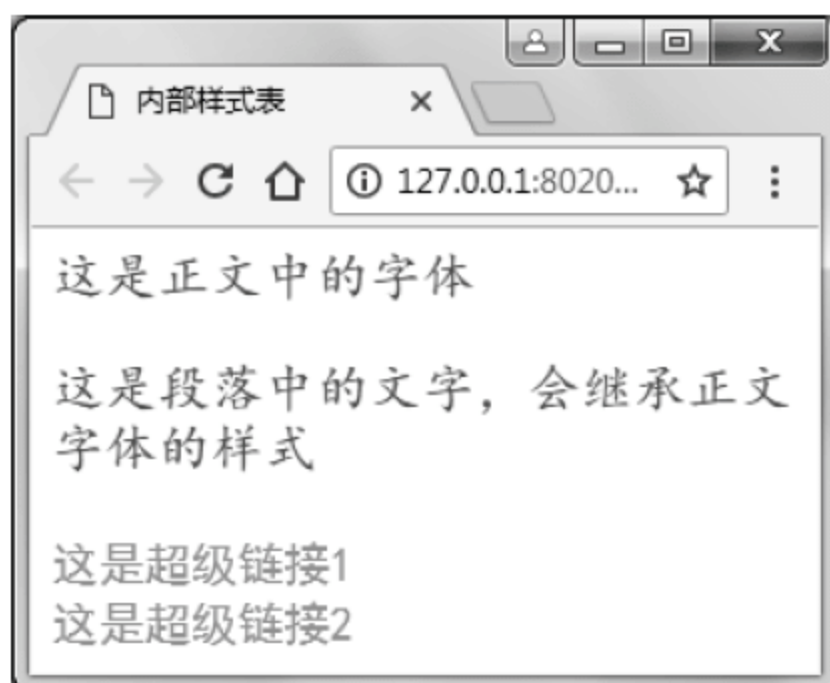 内部样式表
127.0.0.1:8020...
这是正文中的字体
这是段落中的文字，会继承正文
字体的样式
这是超级链接1
这是超级链接2